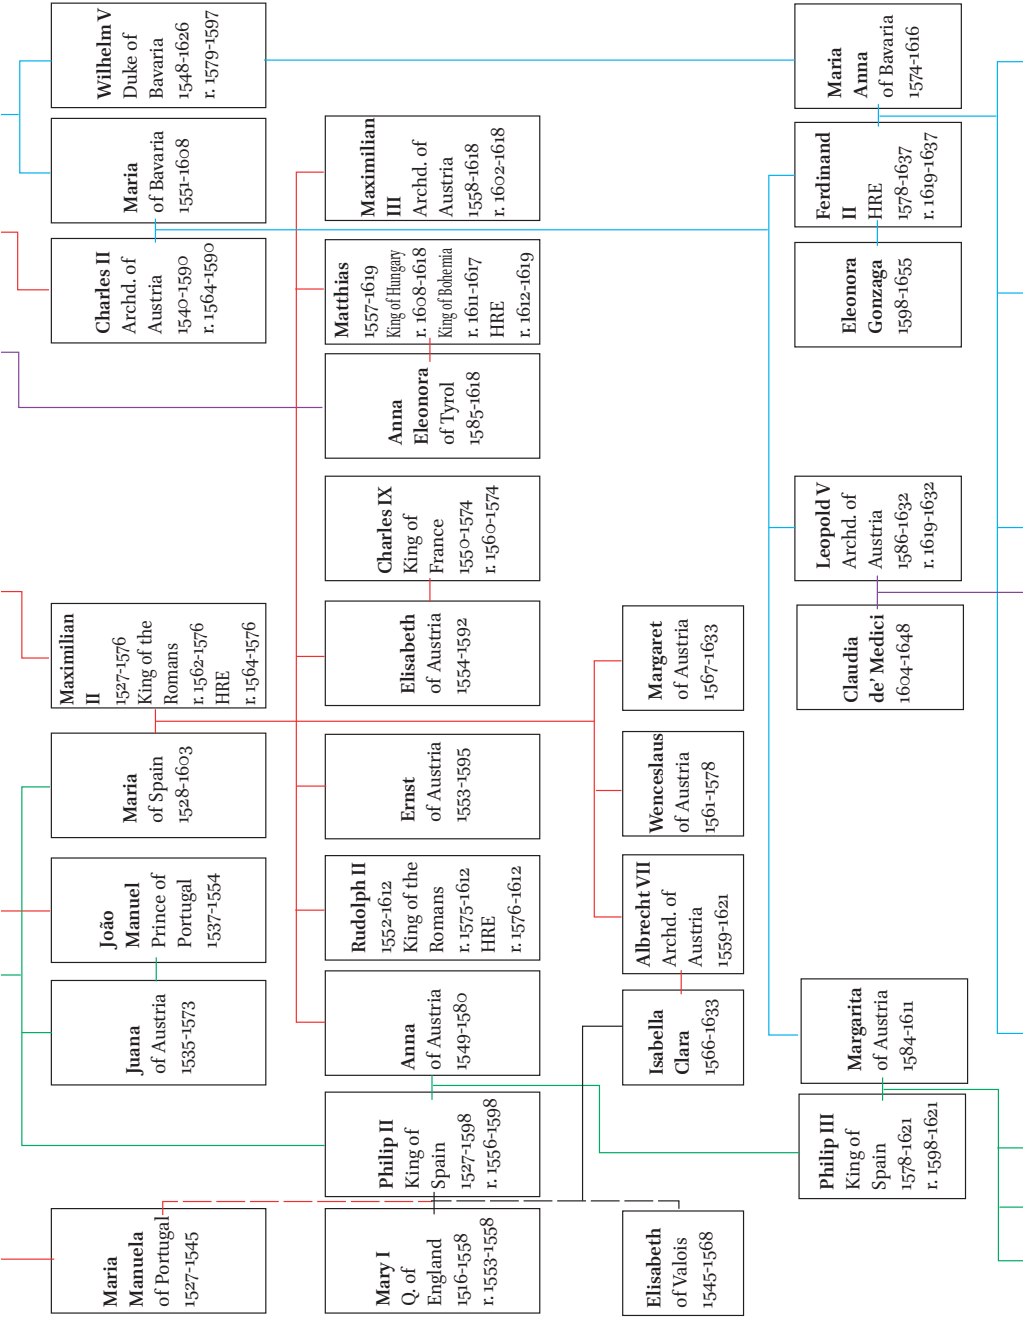 Maria
Manuela
of Portugal
1527-1545
Juana
of Austria
1535-1573
João
Manuel
Prince of
Portugal
1537-1554
Maria
of Spain
1528-1603
Maximilian
II
1527-1576
King of the
Romans
r. 1562-1576
HRE
r. 1564-1576
Charles II
Archd. of
Austria
1540-1590
r. 1564-1590
Maria
of Bavaria
1551-1608
Wilhelm V
Duke of
Bavaria
1548-1626
r. 1579-1597
Mary I
Q. of
England
1516-1558
r. 1553-1558
Philip II
King of
Spain
1527-1598
r. 1556-1598
Anna
of Austria
1549-1580
Rudolph II
1552-1612
King of the
Romans
r. 1575-1612
HRE
r. 1576-1612
Ernst
of Austria
1553-1595
Elisabeth
of Austria
1554-1592
Charles IX
King of
France
1550-1574
r. 1560-1574
Anna
Eleonora
of Tyrol
1585-1618
Matthias
1557-1619
King of Hungary
r. 1608-1618
King of Bohemia
r. 1611-1617
HRE
r. 1612-1619
Maximilian
III
Archd. of
Austria
1558-1618
r. 1602-1618
Elisabeth
of Valois
1545-1568
Isabella
Clara
1566-1633
Albrecht VII
Archd. of
Austria
1559-1621
Wenceslaus
of Austria
1561-1578
Margaret
of Austria
1567-1633
Philip III
King of
Spain
1578-1621
r. 1598-1621
Margarita
of Austria
1584-1611
Claudia
de' Medici
1604-1648
Leopold V
Archd. of
Austria
1586-1632
r. 1619-1632
Eleonora
Gonzaga
1598-1655
Ferdinand
II
HRE
1578-1637
r. 1619-1637
Maria
Anna
of Bavaria
1574-1616